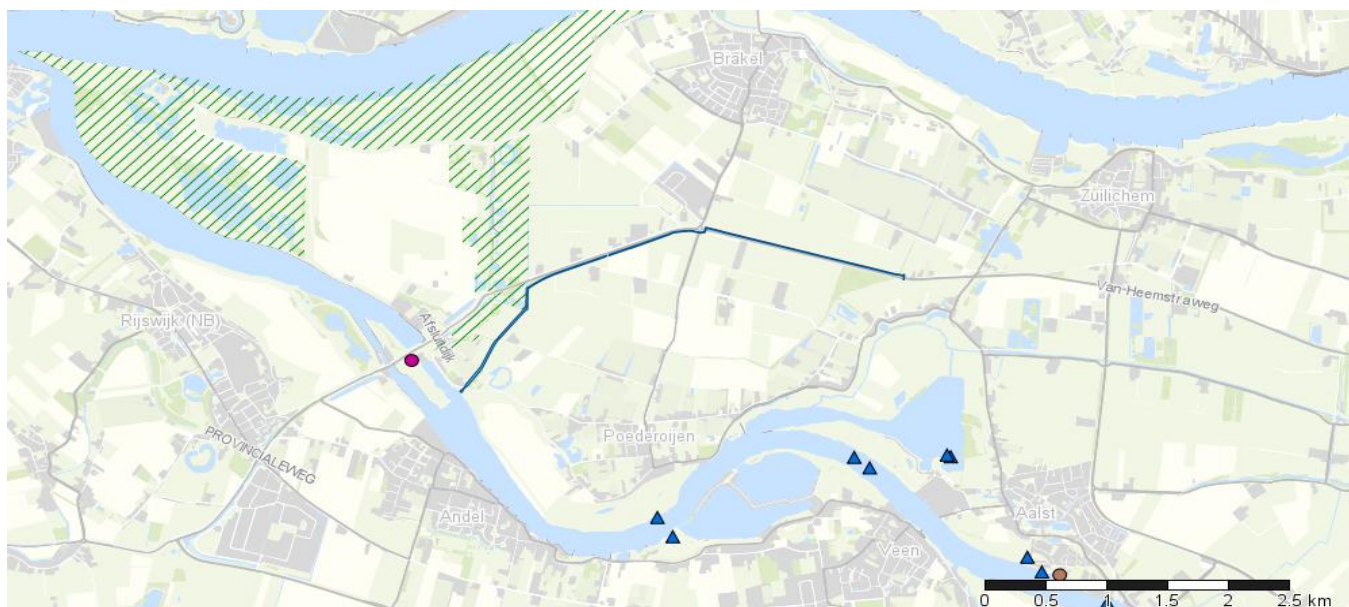 Brakel
Zuilichem
Van-Heemstraweg
Rijswijk (NB)
Afsluitdijk
PROVINCIALEWEG
Poederoijen
Andel
Veen
Aalst
0 0.5 1 1.5 2 2.5 km